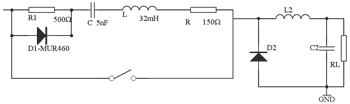 R1
500Ω
D1-MUR460
C 5nF
L
32mH
R
150Ω
L2
D2
C2
RL
GND